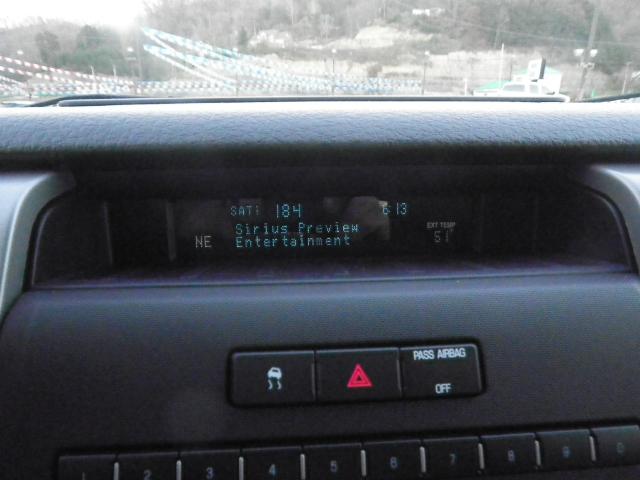 SAT1 184 6:13
Sirius Preview
EXT TEMP
NE Entertainment 51°
PASS AIRBAG
OFF
1 2 3 4 5 6 7 8 9 0